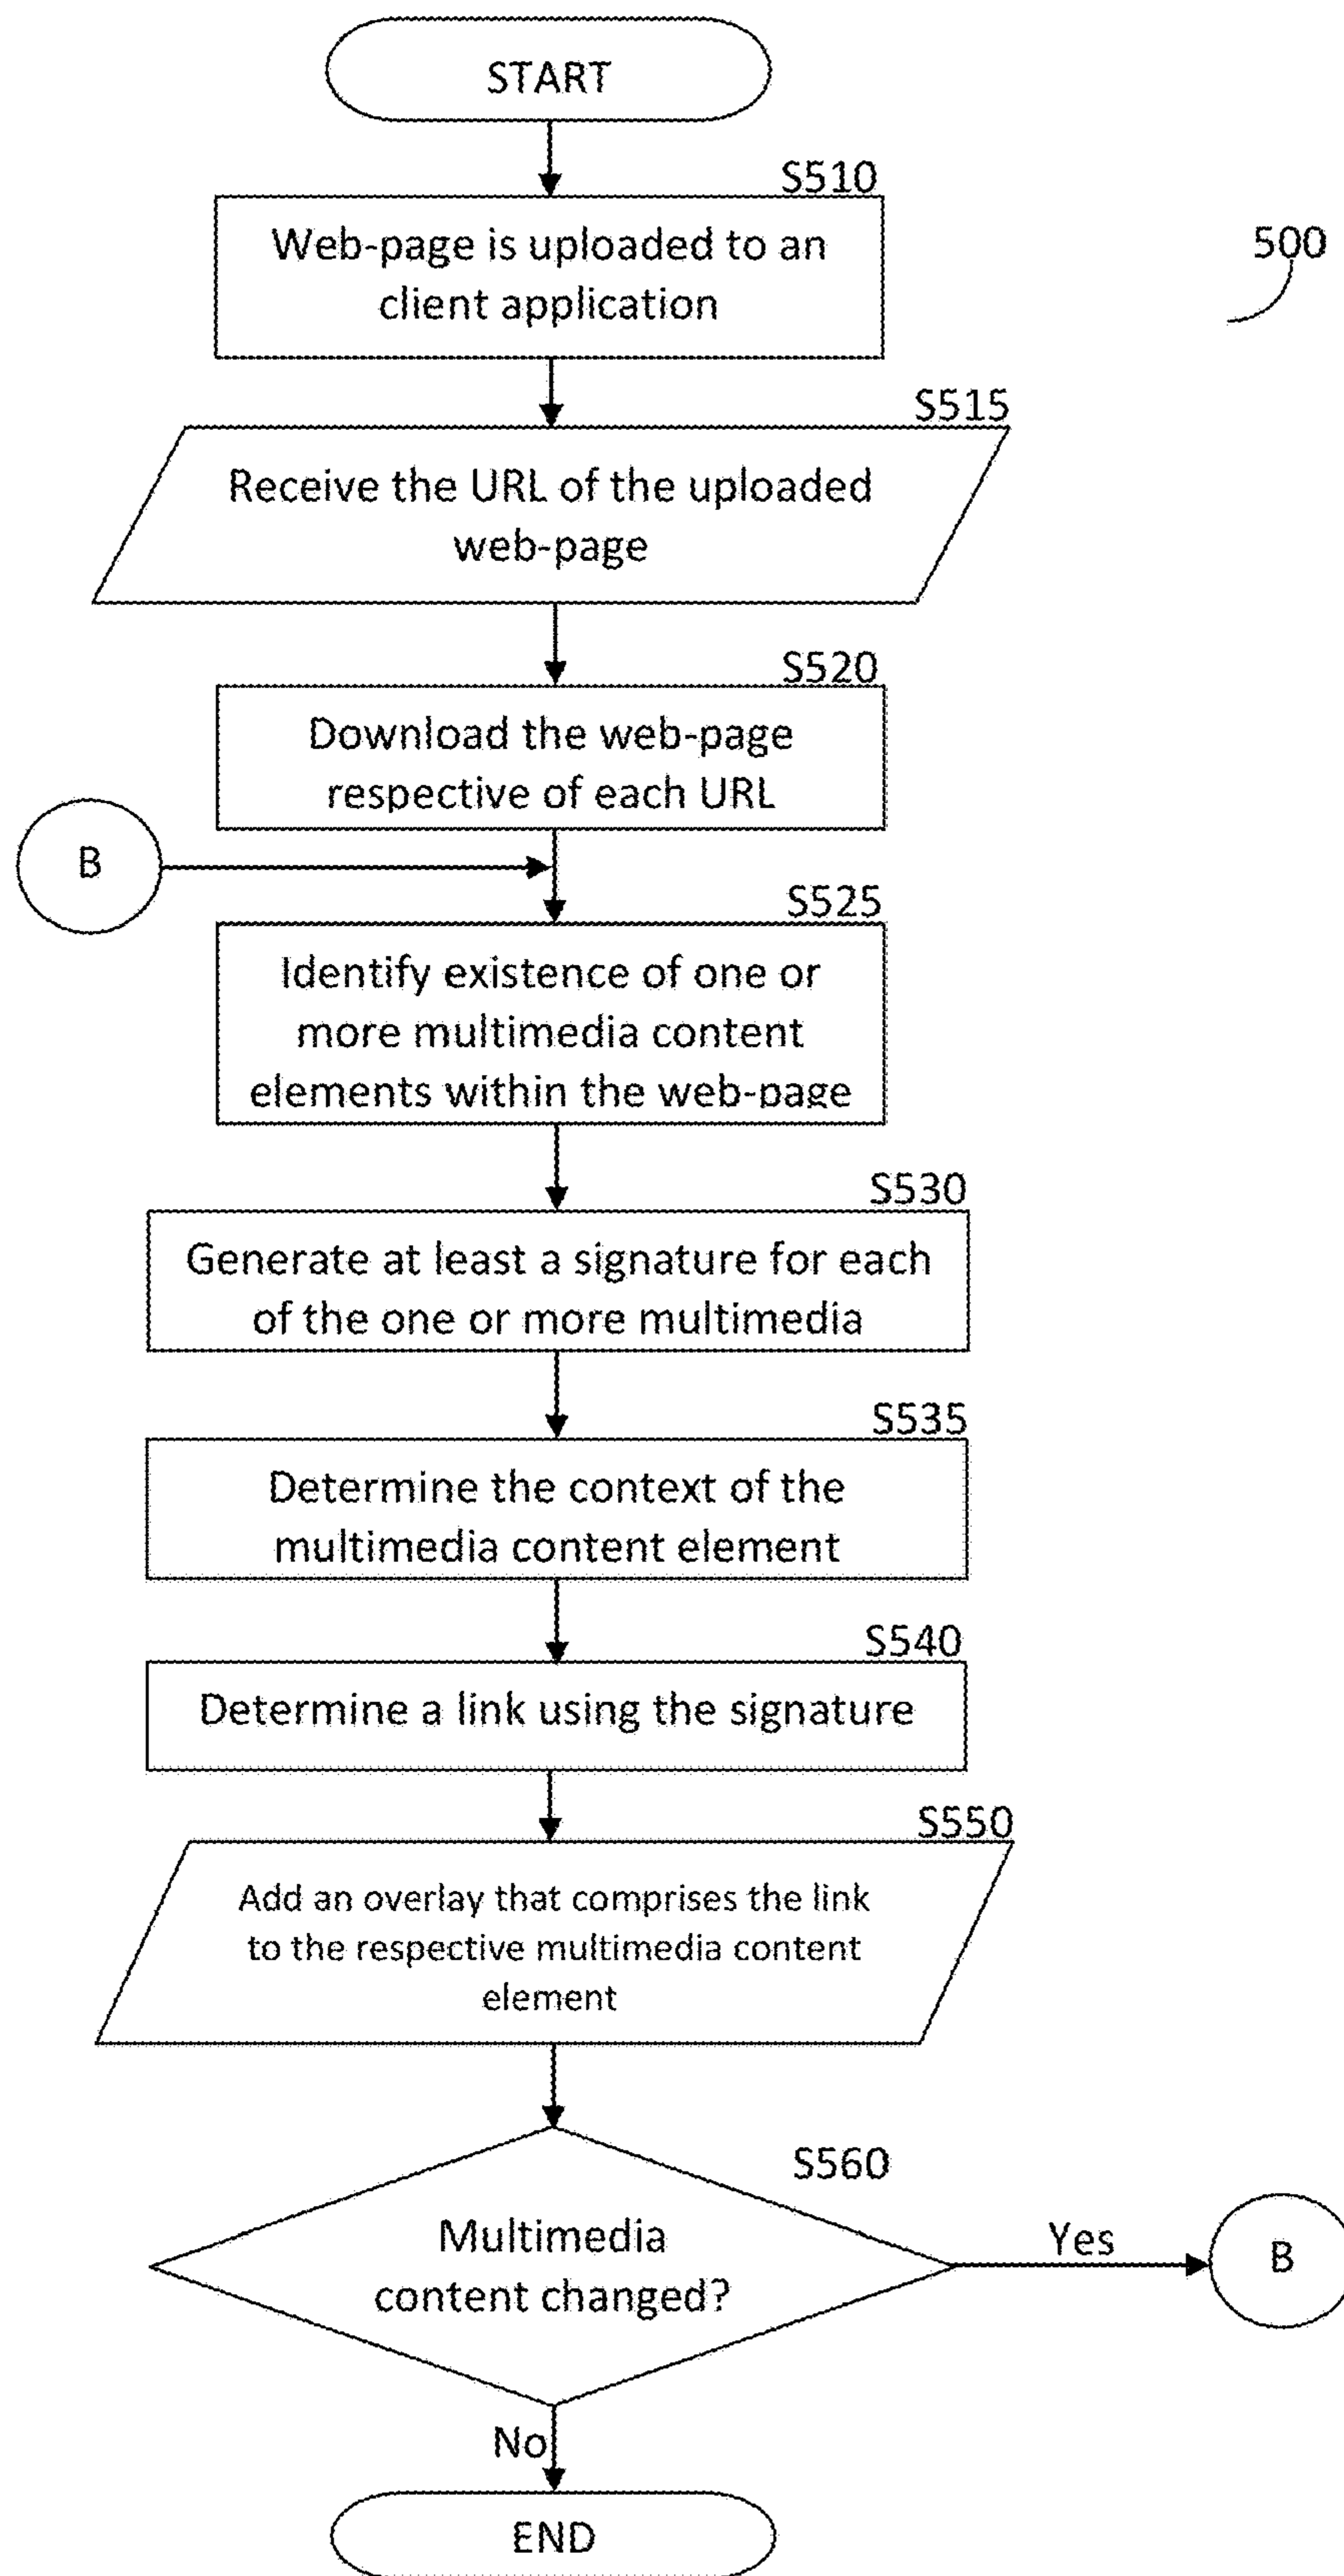 START
S510
Web-page is uploaded to an
client application
500
S515
Receive the URL of the uploaded
web-page
S520
Download the web-page
respective of each URL
B
S525
Identify existence of one or
more multimedia content
elements within the web-page
S530
Generate at least a signature for each
of the one or more multimedia
S535
Determine the context of the
multimedia content element
S540
Determine a link using the signature
S550
Add an overlay that comprises the link
to the respective multimedia content
element
S560
Multimedia
content changed?
Yes
B
No
END